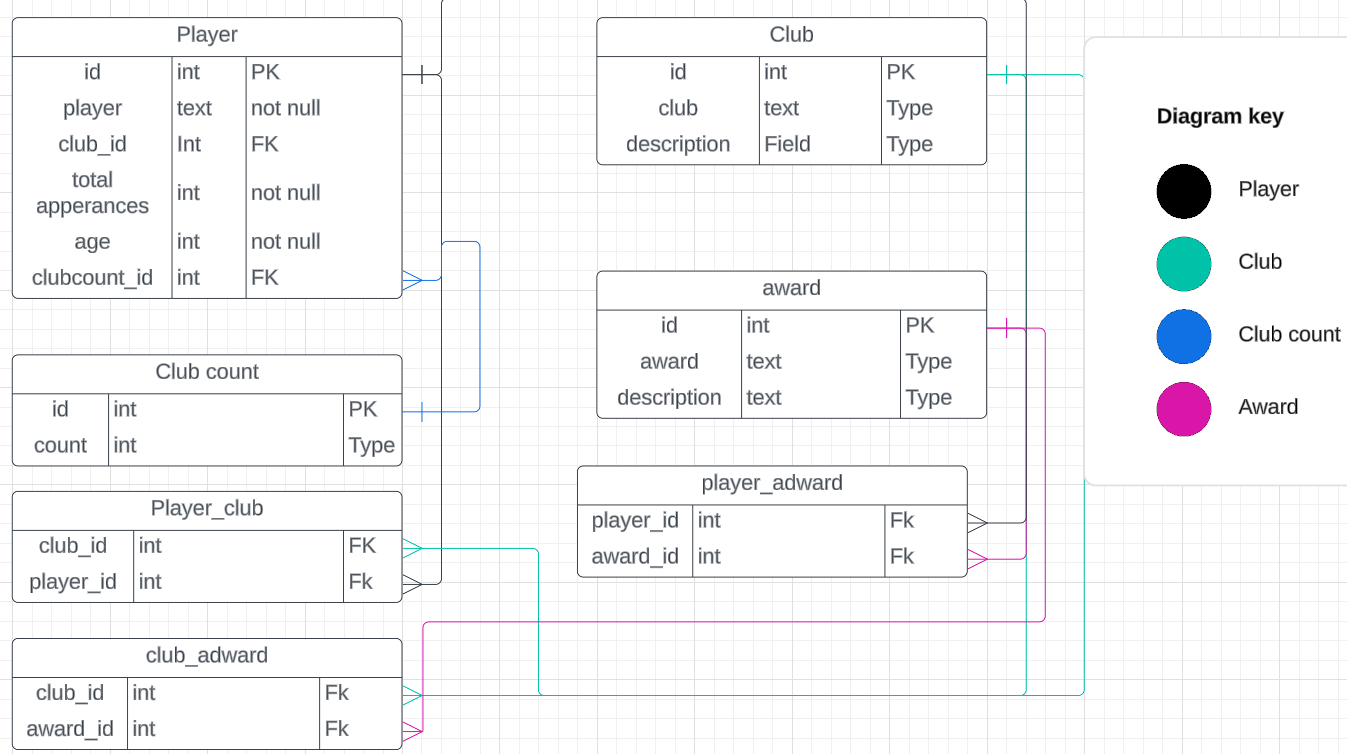 Player
id int PK
player text not null
club_id Int FK
total
apperances int not null
age int not null
clubcount_id int FK
Club count
id int PK
count int Type
Player_club
club_id int FK
player_id int Fk
club_adward
club_id int Fk
award_id int Fk
Club
id int PK
club text Type
description Field Type
award
id int PK
award text Type
description text Type
player_adward
player_id int Fk
award_id int Fk
Diagram key
Player
Club
Club count
Award